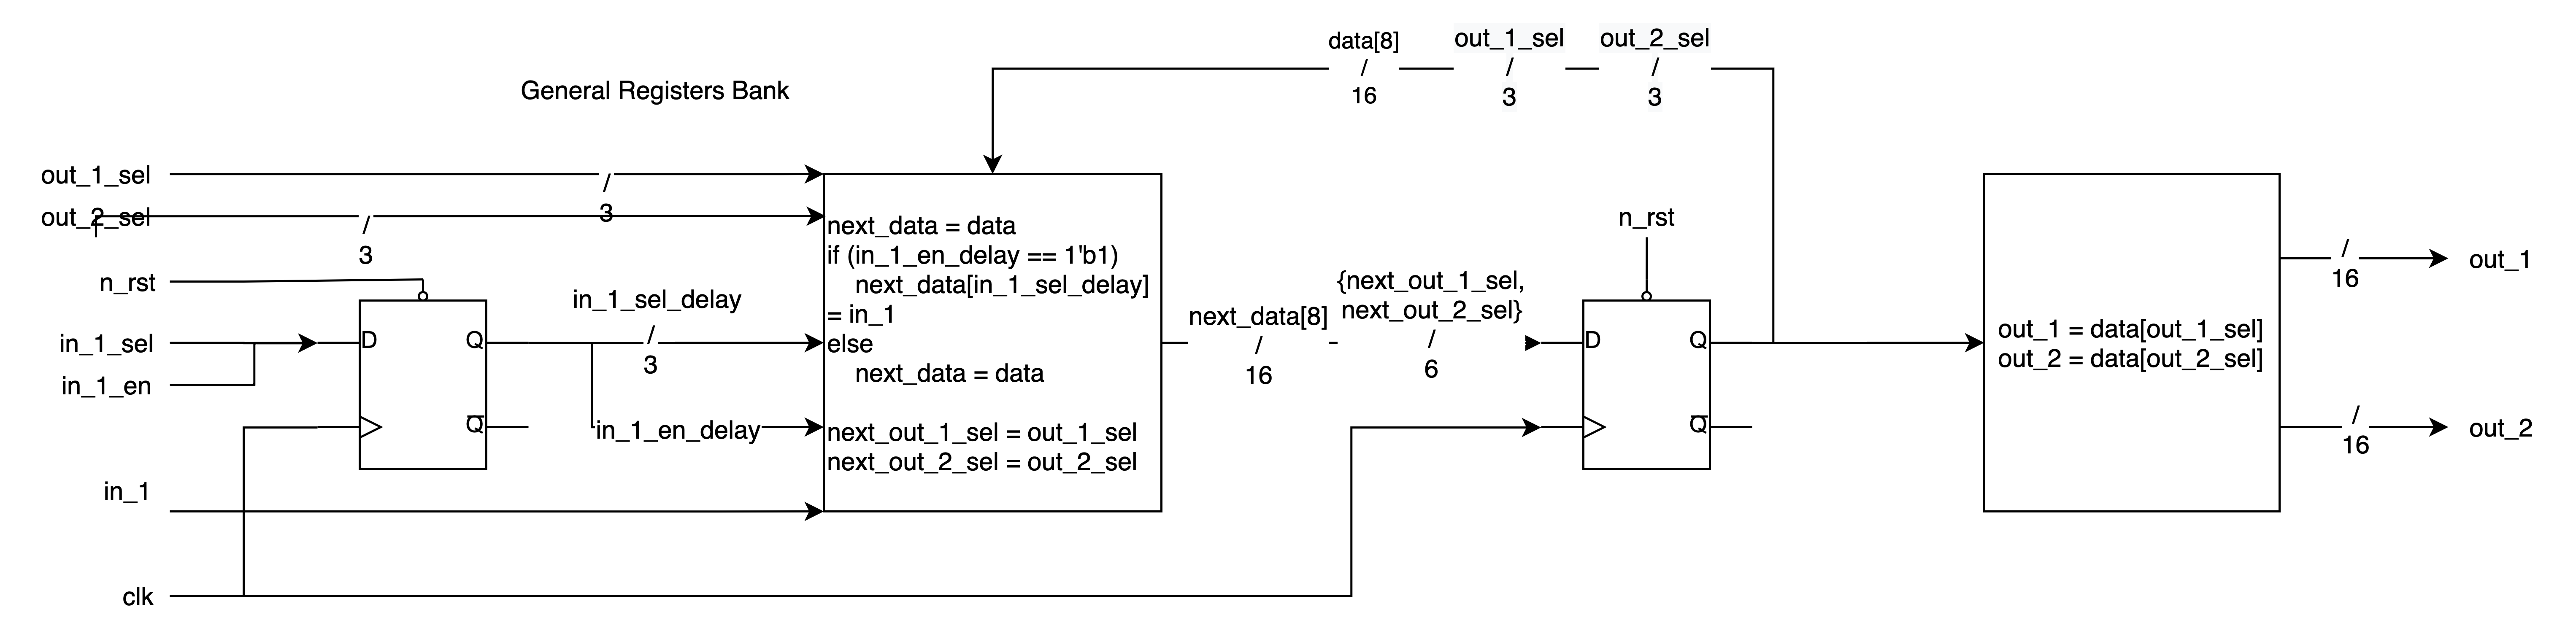 General Registers Bank
data[8]
/
16
out_1_sel
/
3
out_2_sel
/
3
out_1_sel
/
3
out_2_sel
/
3
n_rst
in_1_sel
in_1_en
in_1
clk
D
Q
Q
in_1_sel_delay
/
3
in_1_en_delay
next_data = data
if (in_1_en_delay == 1'b1)
next_data[in_1_sel_delay]
= in_1
else
next_data = data
next_out_1_sel = out_1_sel
next_out_2_sel = out_2_sel
next_data[8]
/
16
{next_out_1_sel,
next_out_2_sel}
/
6
n_rst
D
Q
Q
out_1 = data[out_1_sel]
out_2 = data[out_2_sel]
/
16
out_1
/
16
out_2